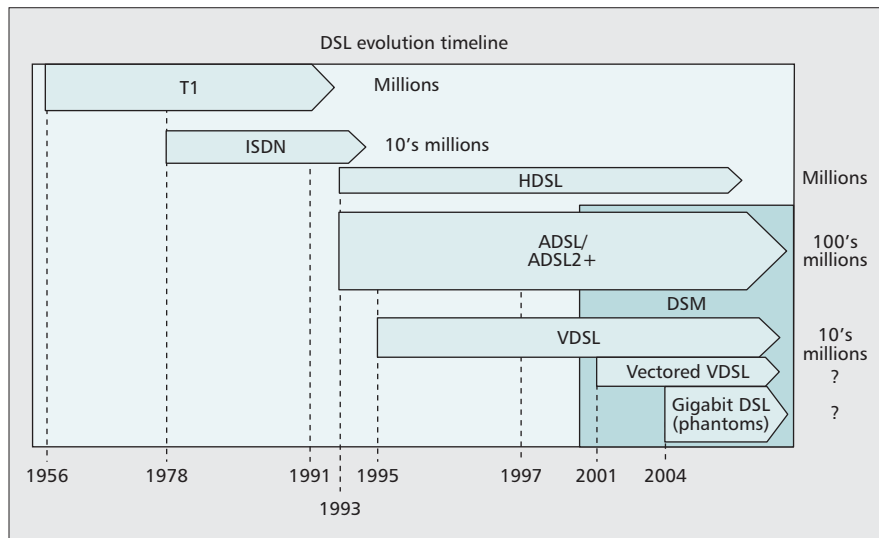 DSL evolution timeline
T1
Millions
ISDN
10's millions
HDSL
Millions
ADSL/
ADSL2+
100's
millions
DSM
VDSL
10's
millions
Vectored VDSL
?
Gigabit DSL
(phantoms)
?
1956
1978
1991
1995
1997
2001
2004
1993